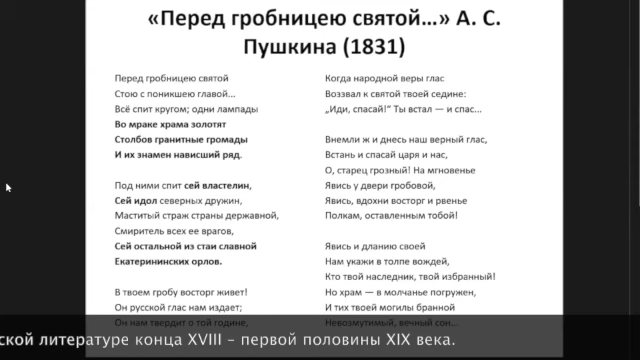 «Перед гробницею святой…» А. С.
Пушкина (1831)
Перед гробницею святой
Стою с поникшею главой...
Всё спит кругом; одни лампады
Во мраке храма золотят
Столбов гранитные громады
И их знамен нависший ряд.
Под ними спит сей властелин,
Сей идол северных дружин,
Маститый страж страны державной,
Смиритель всех ее врагов,
Сей остальной из стаи славной
Екатерининских орлов.
В твоем гробу восторг живет!
Он русской глас нам издает;
Он нам твердит о той године,
Когда народной веры глас
Воззвал к святой твоей седине:
„Иди, спасай!“ Ты встал — и спас...
Внемли ж и днесь наш верный глас,
Встань и спасай царя и нас,
О, старец грозный! На мгновенье
Явись у двери гробовой,
Явись, вдохни восторг и рвенье
Полкам, оставленным тобой!
Явись и дланию своей
Нам укажи в толпе вождей,
Кто твой наследник, твой избранный!
Но храм — в молчанье погружен,
И тих твоей могилы бранной
Невозмутимый, вечный сон...
ской литературе конца XVIII – первой половины XIX века.